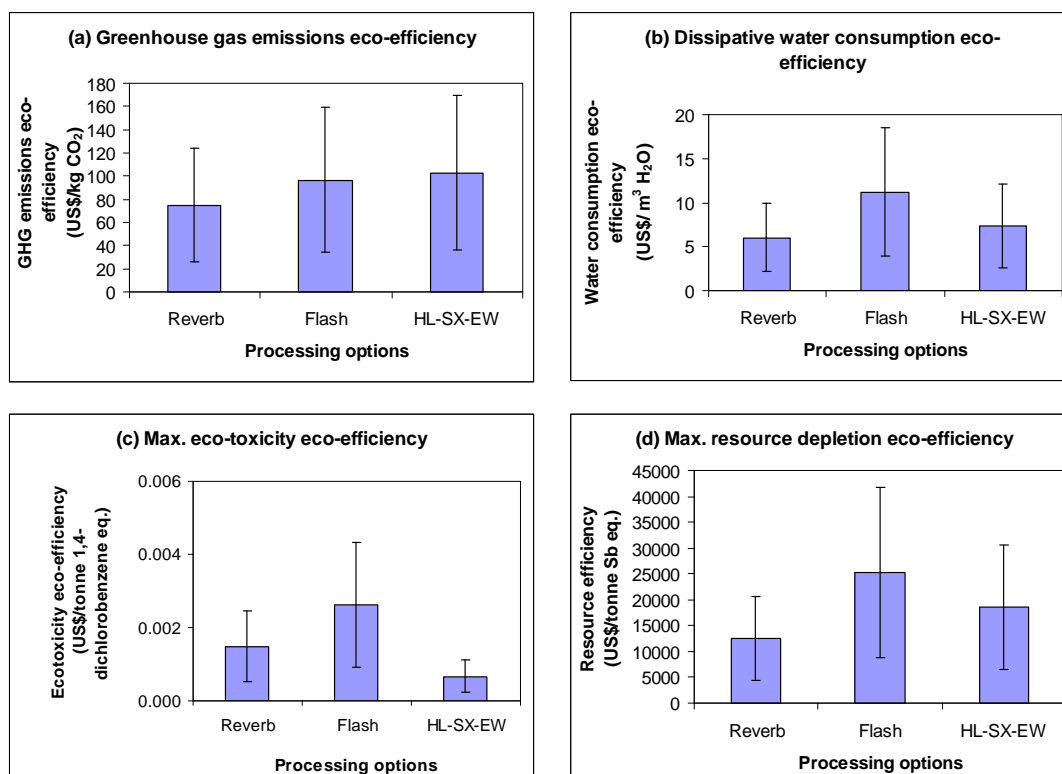 (a) Greenhouse gas emissions eco-efficiency
GHG emissions eco-
efficiency
(US$/kg CO2)
180
160
140
120
100
80
60
40
20
0
Reverb Flash HL-SX-EW
Processing options
(b) Dissipative water consumption eco-
efficiency
Water consumption eco-
efficiency
(US$/ m3 H2O)
20
15
10
5
0
Reverb Flash HL-SX-EW
Processing options
(c) Max. eco-toxicity eco-efficiency
Ecotoxicity eco-efficiency
(US$/tonne 1,4-
dichlorobenzene eq.)
0.006
0.004
0.002
0.000
Reverb Flash HL-SX-EW
Processing options
(d) Max. resource depletion eco-efficiency
Resource efficiency
(US$/tonne Sb eq.)
45000
40000
35000
30000
25000
20000
15000
10000
5000
0
Reverb Flash HL-SX-EW
Processing options